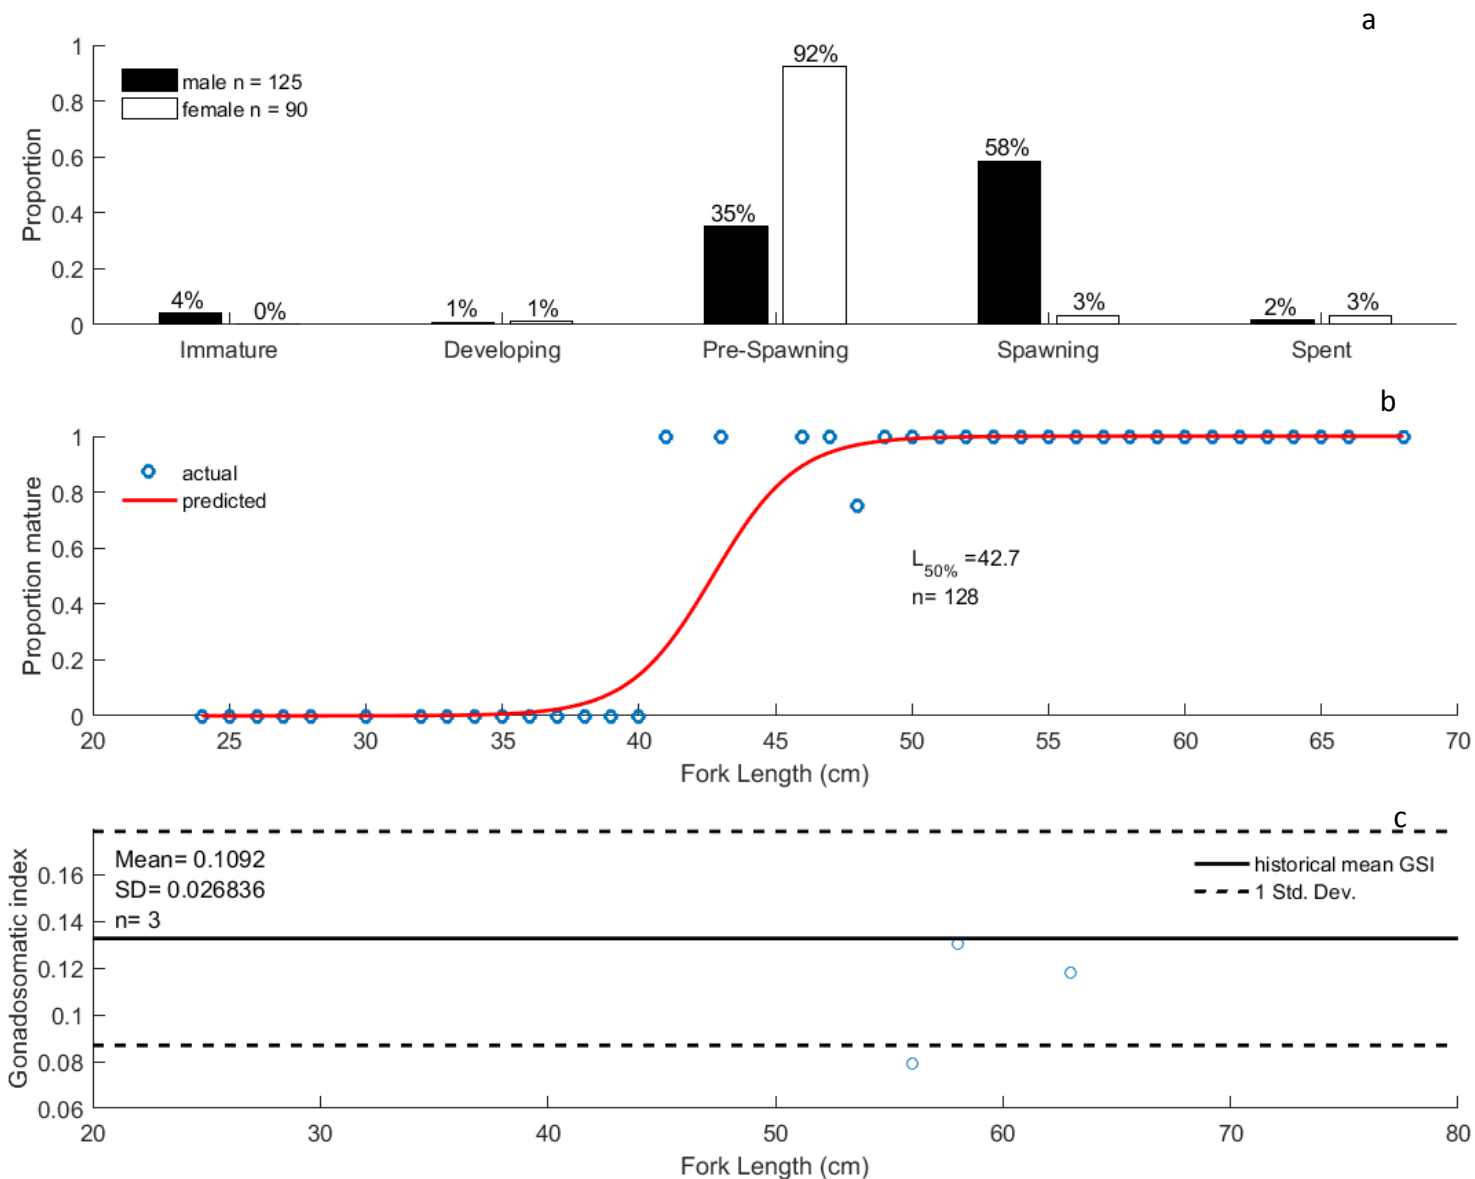 a
1
0.8
0.6
0.4
0.2
0
Proportion
male n = 125
female n = 90
4%
0%
1%
1%
35%
92%
58%
3%
2%
3%
Immature
Developing
Pre-Spawning
Spawning
Spent
b
1
0.8
0.6
0.4
0.2
0
Proportion mature
actual
predicted
L50% =42.7
n= 128
20 25 30 35 40 45 50 55 60 65 70
Fork Length (cm)
c
0.16
0.14
0.12
0.1
0.08
0.06
Gonadosomatic index
Mean= 0.1092
SD= 0.026836
n= 3
historical mean GSI
1 Std. Dev.
20 30 40 50 60 70 80
Fork Length (cm)